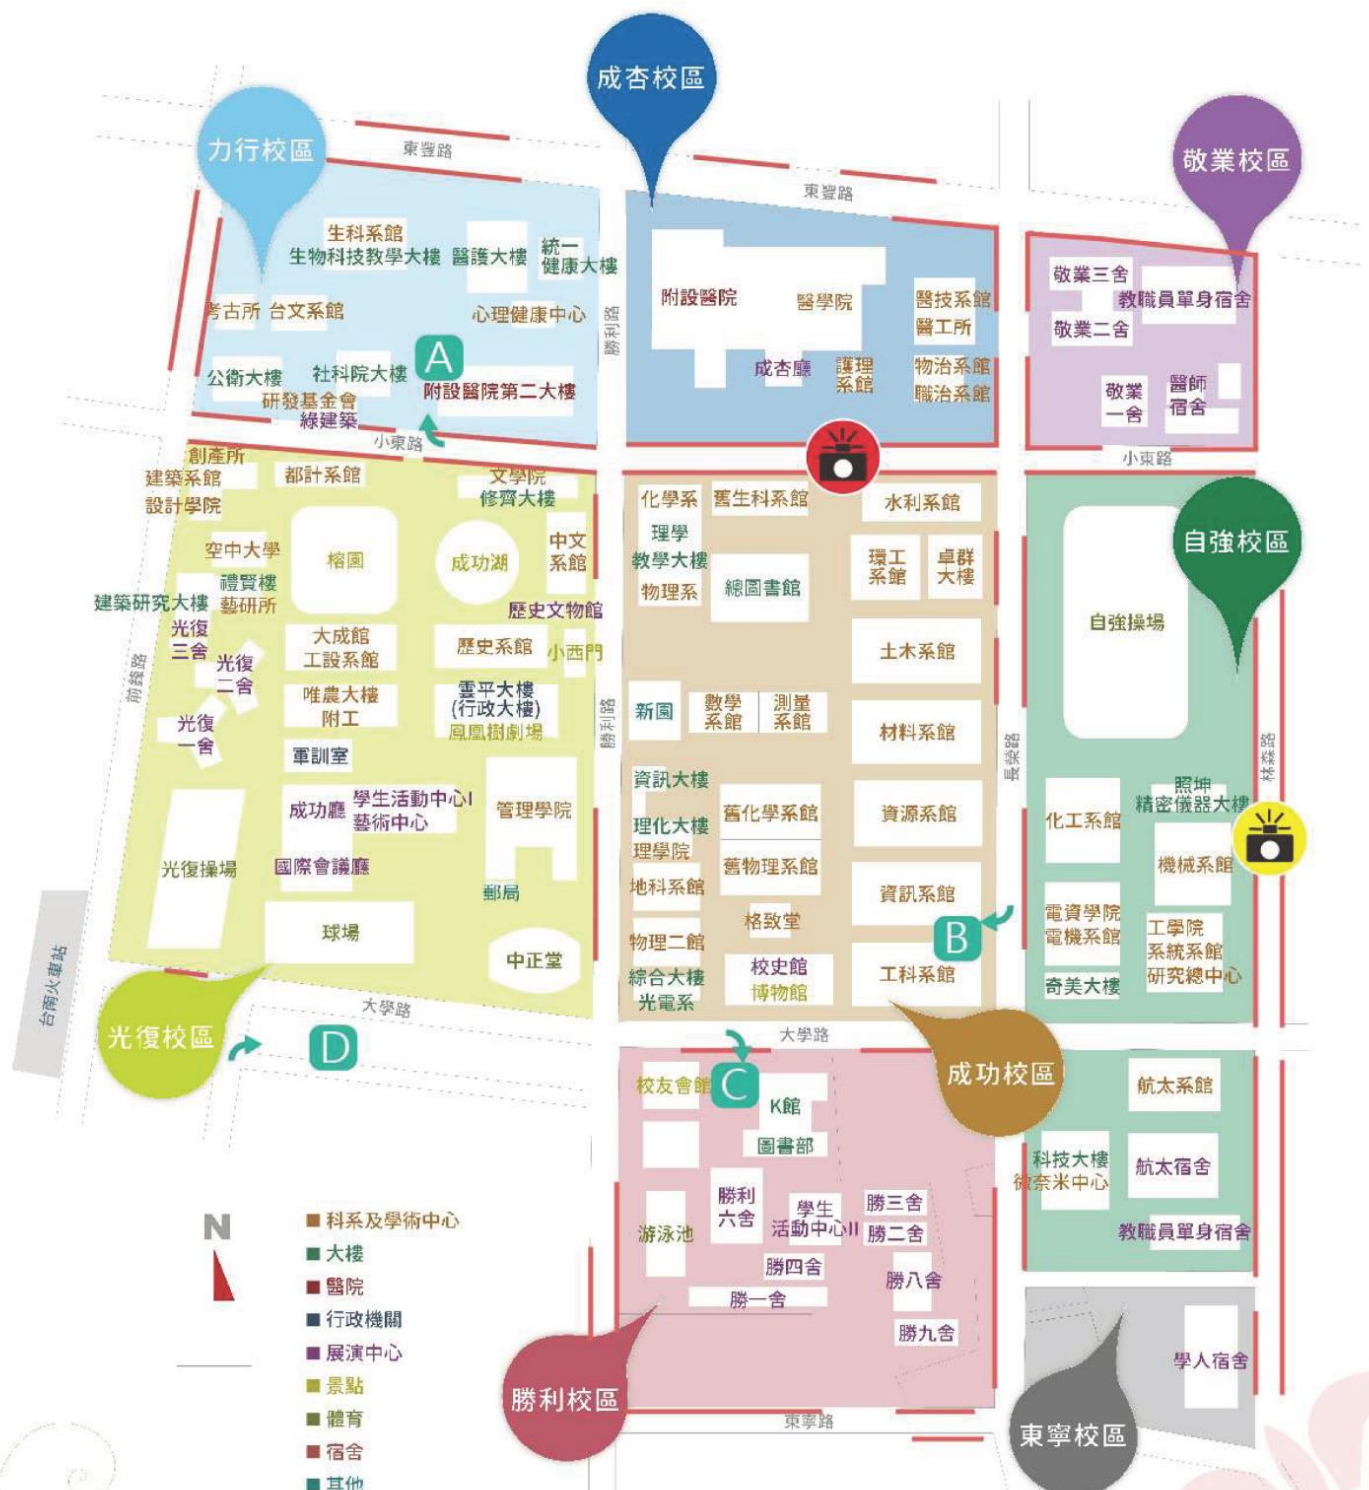 成杏校區
力行校區
東豐路
敬業校區
東豐路
生科系館
生物科技教學大樓
醫護大樓
統一
健康大樓
考古所
台文系館
心理健康中心
A
公衛大樓
社科院大樓
研發基金會
綠建築
附設醫院第二大樓
勝利路
附設醫院
醫學院
成杏廳
護理
系館
醫技系館
醫工所
物治系館
職治系館
敬業三舍
教職員單身宿舍
敬業二舍
敬業
一舍
醫師
宿舍
小東路
小東路
創產所
建築系館
設計學院
都計系館
文學院
修齊大樓
空中大學
榕園
成功湖
中文
系館
禮賢樓
藝研所
建築研究大樓
歷史文物館
光復
三舍
光復
二舍
大成館
工設系館
歷史系館
小西門
唯農大樓
附工
雲平大樓
(行政大樓)
鳳凰樹劇場
光復
一舍
軍訓室
成功廳
學生活動中心I
藝術中心
管理學院
國際會議廳
光復操場
郵局
球場
中正堂
前鋒路
勝利路
台南火車站
光復校區
大學路
D
化學系
舊生科系館
水利系館
理學
教學大樓
物理系
總圖書館
環工
系館
卓群
大樓
土木系館
新園
數學
系館
測量
系館
材料系館
資訊大樓
理化大樓
理學院
舊化學系館
資源系館
舊物理系館
地科系館
資訊系館
格致堂
B
物理二館
校史館
博物館
工科系館
綜合大樓
光電系
長榮路
大學路
成功校區
自強校區
自強操場
林森路
照坤
精密儀器大樓
化工系館
機械系館
電資學院
電機系館
工學院
系統系館
研究總中心
奇美大樓
航太系館
科技大樓
微奈米中心
航太宿舍
教職員單身宿舍
校友會館
C
K館
圖書部
勝利
六舍
學生
活動中心II
勝三舍
勝二舍
游泳池
勝四舍
勝八舍
勝一舍
勝九舍
勝利校區
東寧路
學人宿舍
東寧校區
N
科系及學術中心
大樓
醫院
行政機關
展演中心
景點
體育
宿舍
其他